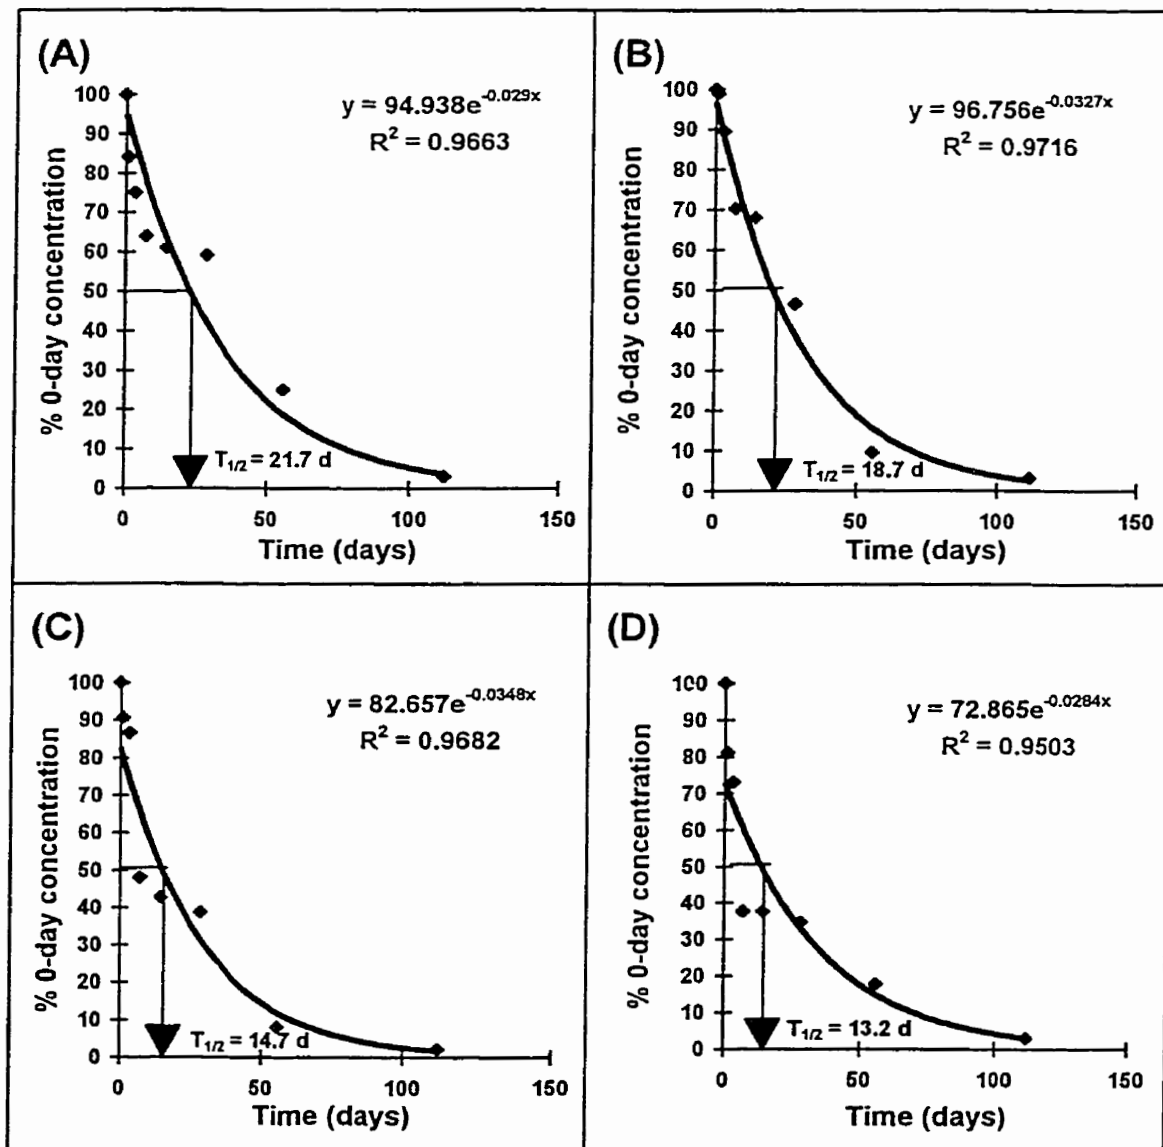 (A)
y = 94.938e^-0.029x
R² = 0.9663
% 0-day concentration
100
90
80
70
60
50
40
30
20
10
0
T1/2 = 21.7 d
0 50 100 150
Time (days)
(B)
y = 96.756e^-0.0327x
R² = 0.9716
% 0-day concentration
100
90
80
70
60
50
40
30
20
10
0
T1/2 = 18.7 d
0 50 100 150
Time (days)
(C)
y = 82.657e^-0.0348x
R² = 0.9682
% 0-day concentration
100
90
80
70
60
50
40
30
20
10
0
T1/2 = 14.7 d
0 50 100 150
Time (days)
(D)
y = 72.865e^-0.0284x
R² = 0.9503
% 0-day concentration
100
90
80
70
60
50
40
30
20
10
0
T1/2 = 13.2 d
0 50 100 150
Time (days)